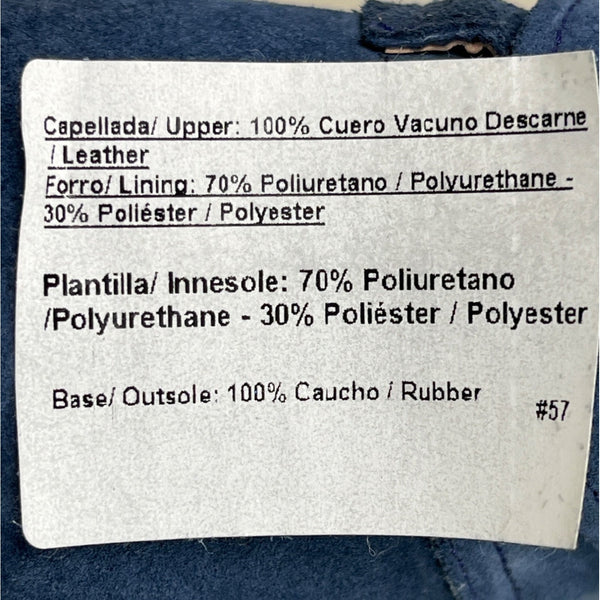 Capellada/ Upper: 100% Cuero Vacuno Descarne
/ Leather
Forro/ Lining: 70% Poliuretano / Polyurethane -
30% Poliéster / Polyester
Plantilla/ Innesole: 70% Poliuretano
/Polyurethane - 30% Poliéster / Polyester
Base/ Outsole: 100% Caucho / Rubber
#57